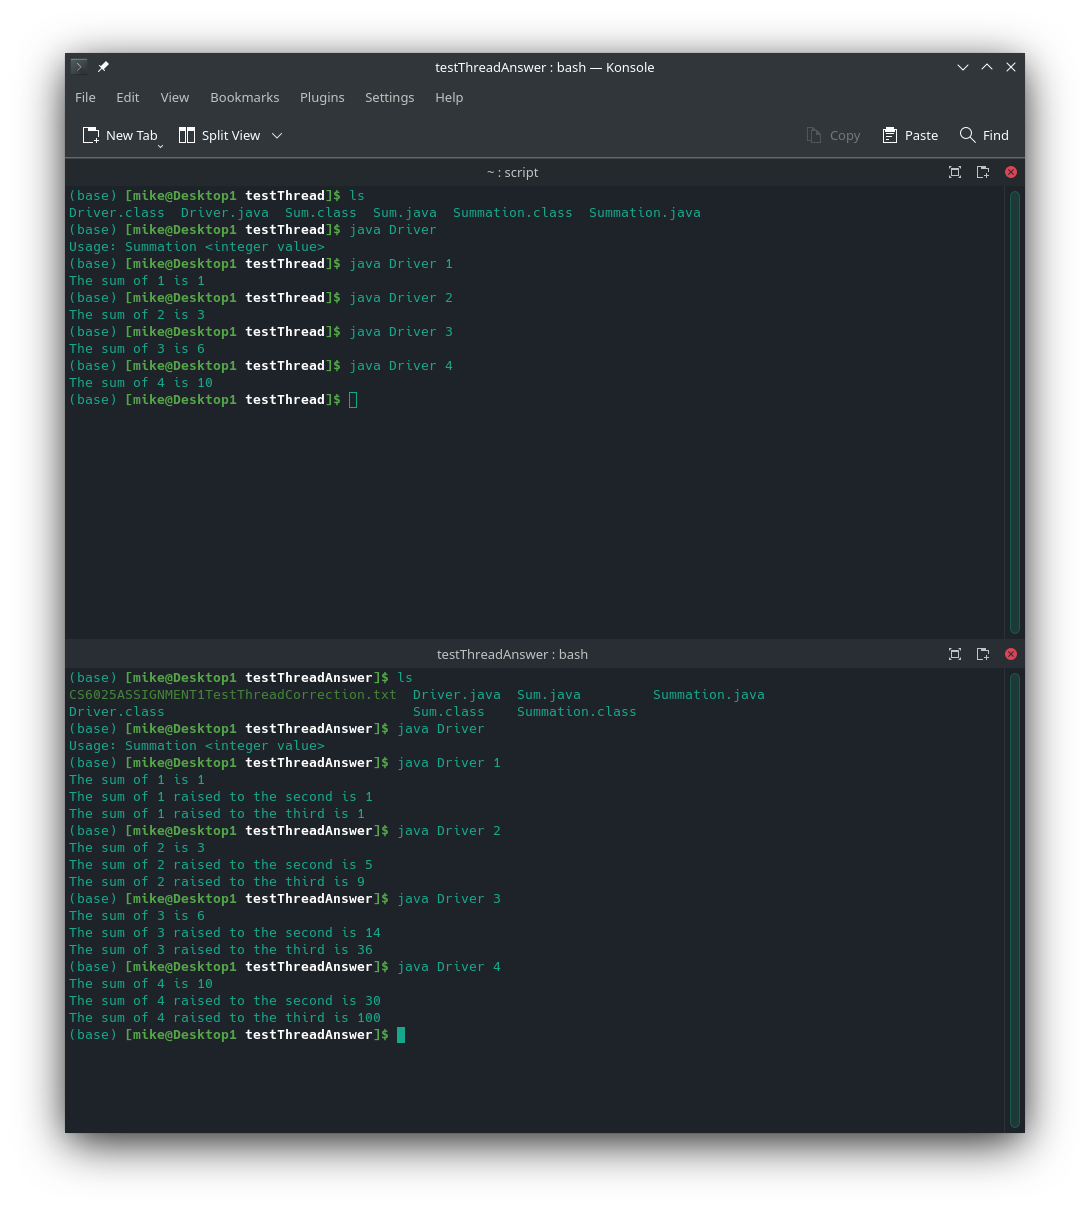 testThreadAnswer : bash — Konsole
File Edit View Bookmarks Plugins Settings Help
New Tab Split View Copy Paste Find
~ : script
(base) [mike@Desktop1 testThread]$ ls
Driver.class  Driver.java  Sum.class  Sum.java  Summation.class  Summation.java
(base) [mike@Desktop1 testThread]$ java Driver
Usage: Summation <integer value>
(base) [mike@Desktop1 testThread]$ java Driver 1
The sum of 1 is 1
(base) [mike@Desktop1 testThread]$ java Driver 2
The sum of 2 is 3
(base) [mike@Desktop1 testThread]$ java Driver 3
The sum of 3 is 6
(base) [mike@Desktop1 testThread]$ java Driver 4
The sum of 4 is 10
(base) [mike@Desktop1 testThread]$
testThreadAnswer : bash
(base) [mike@Desktop1 testThreadAnswer]$ ls
CS6025ASSIGNMENT1TestThreadCorrection.txt  Driver.java  Sum.java         Summation.java
Driver.class                               Sum.class    Summation.class
(base) [mike@Desktop1 testThreadAnswer]$ java Driver
Usage: Summation <integer value>
(base) [mike@Desktop1 testThreadAnswer]$ java Driver 1
The sum of 1 is 1
The sum of 1 raised to the second is 1
The sum of 1 raised to the third is 1
(base) [mike@Desktop1 testThreadAnswer]$ java Driver 2
The sum of 2 is 3
The sum of 2 raised to the second is 5
The sum of 2 raised to the third is 9
(base) [mike@Desktop1 testThreadAnswer]$ java Driver 3
The sum of 3 is 6
The sum of 3 raised to the second is 14
The sum of 3 raised to the third is 36
(base) [mike@Desktop1 testThreadAnswer]$ java Driver 4
The sum of 4 is 10
The sum of 4 raised to the second is 30
The sum of 4 raised to the third is 100
(base) [mike@Desktop1 testThreadAnswer]$